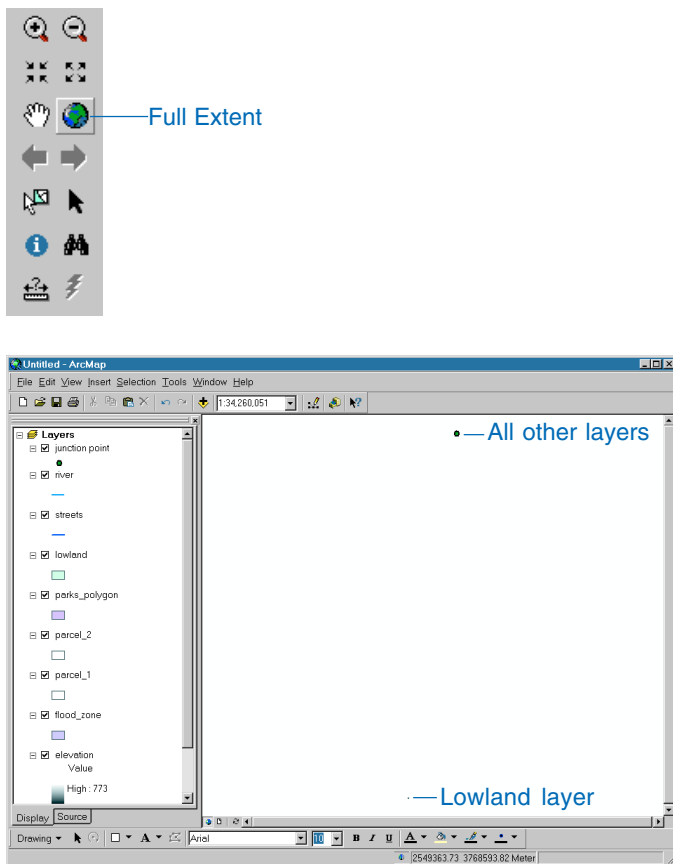 Full Extent
Untitled - ArcMap
File Edit View Insert Selection Tools Window Help
1:34,260,051
Layers
junction point
river
streets
lowland
parks_polygon
parcel_2
parcel_1
flood_zone
elevation
Value
High : 773
Display Source
All other layers
Lowland layer
Drawing A Arial 10 B I U A
2549363.73 3768593.82 Meter